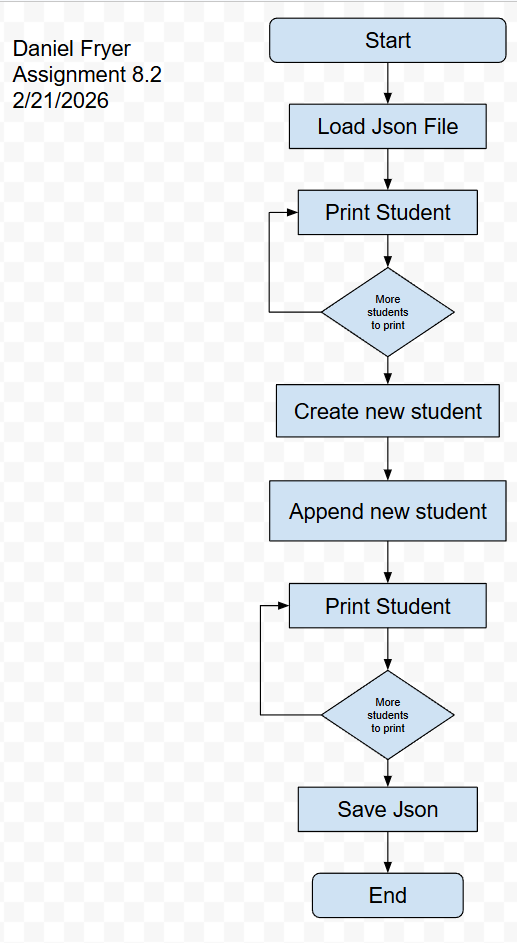 Daniel Fryer
Assignment 8.2
2/21/2026
Start
Load Json File
Print Student
More
students
to print
Create new student
Append new student
Print Student
More
students
to print
Save Json
End